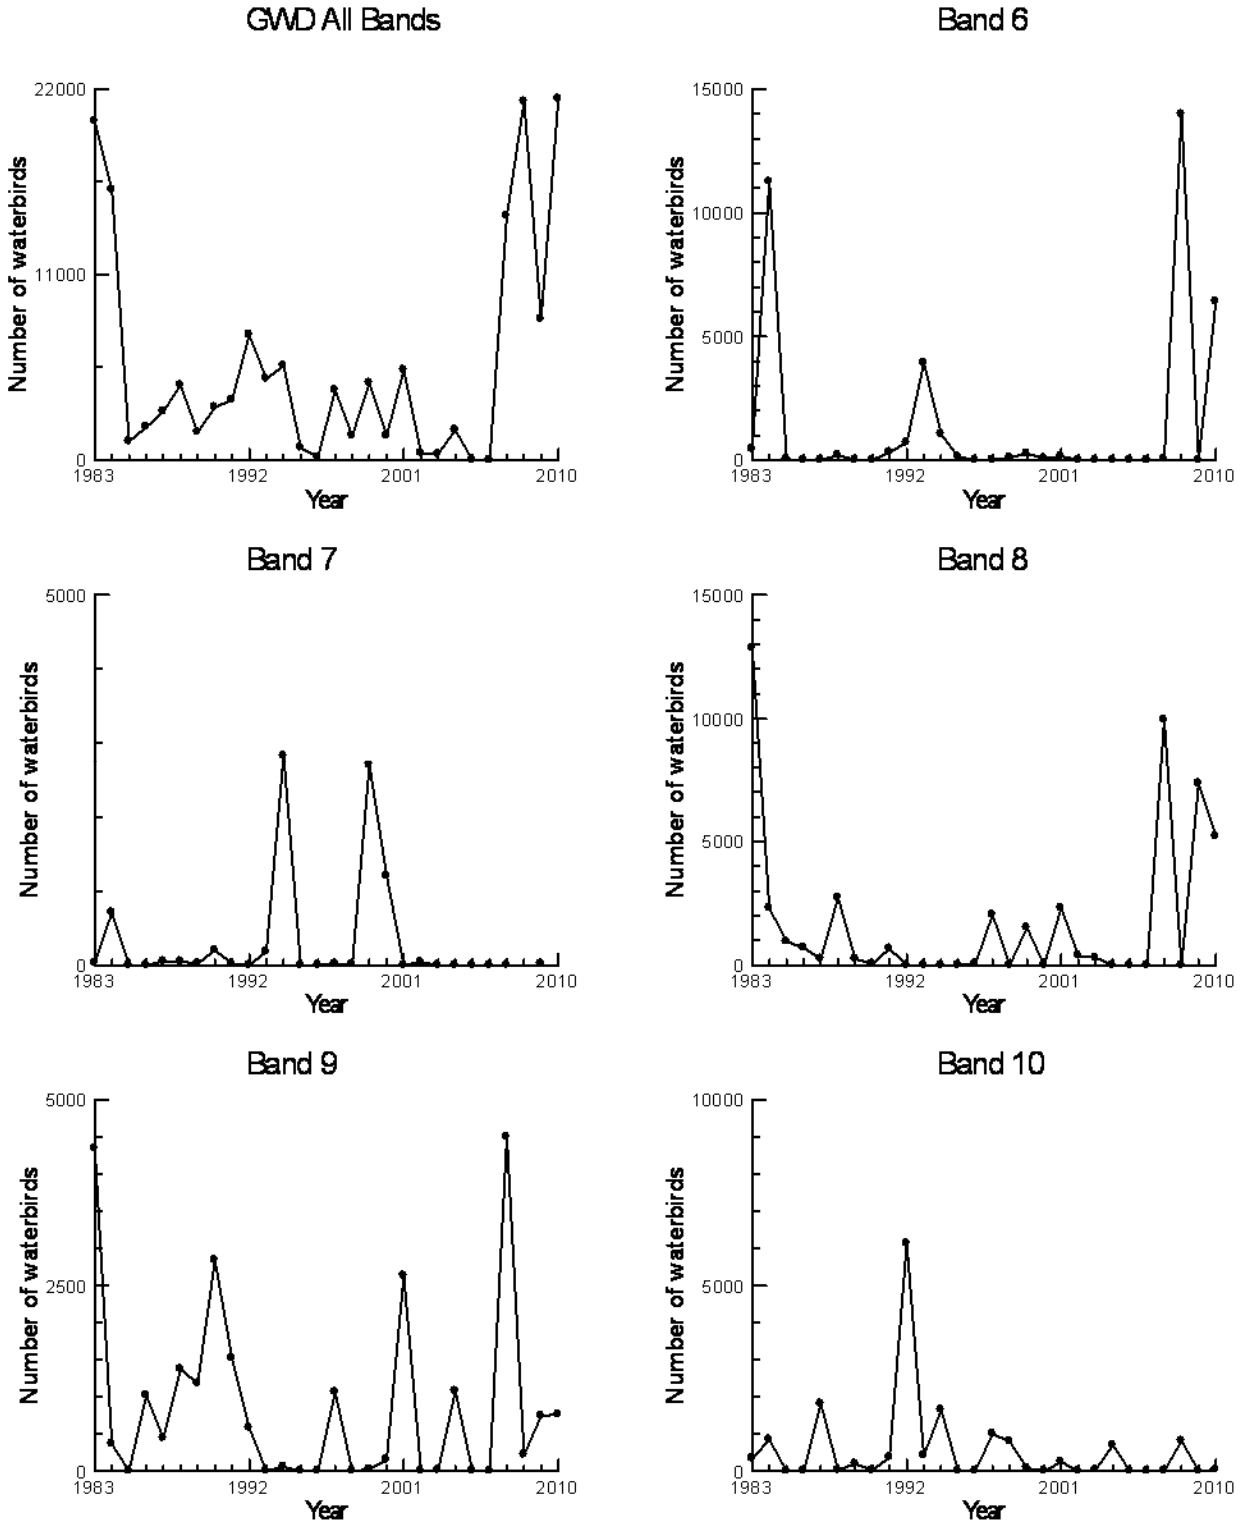 GWD All Bands
22000
11000
0
Number of waterbirds
1983 1992 2001 2010
Year
Band 6
15000
10000
5000
0
Number of waterbirds
1983 1992 2001 2010
Year
Band 7
5000
0
Number of waterbirds
1983 1992 2001 2010
Year
Band 8
15000
10000
5000
0
Number of waterbirds
1983 1992 2001 2010
Year
Band 9
5000
2500
0
Number of waterbirds
1983 1992 2001 2010
Year
Band 10
10000
5000
0
Number of waterbirds
1983 1992 2001 2010
Year